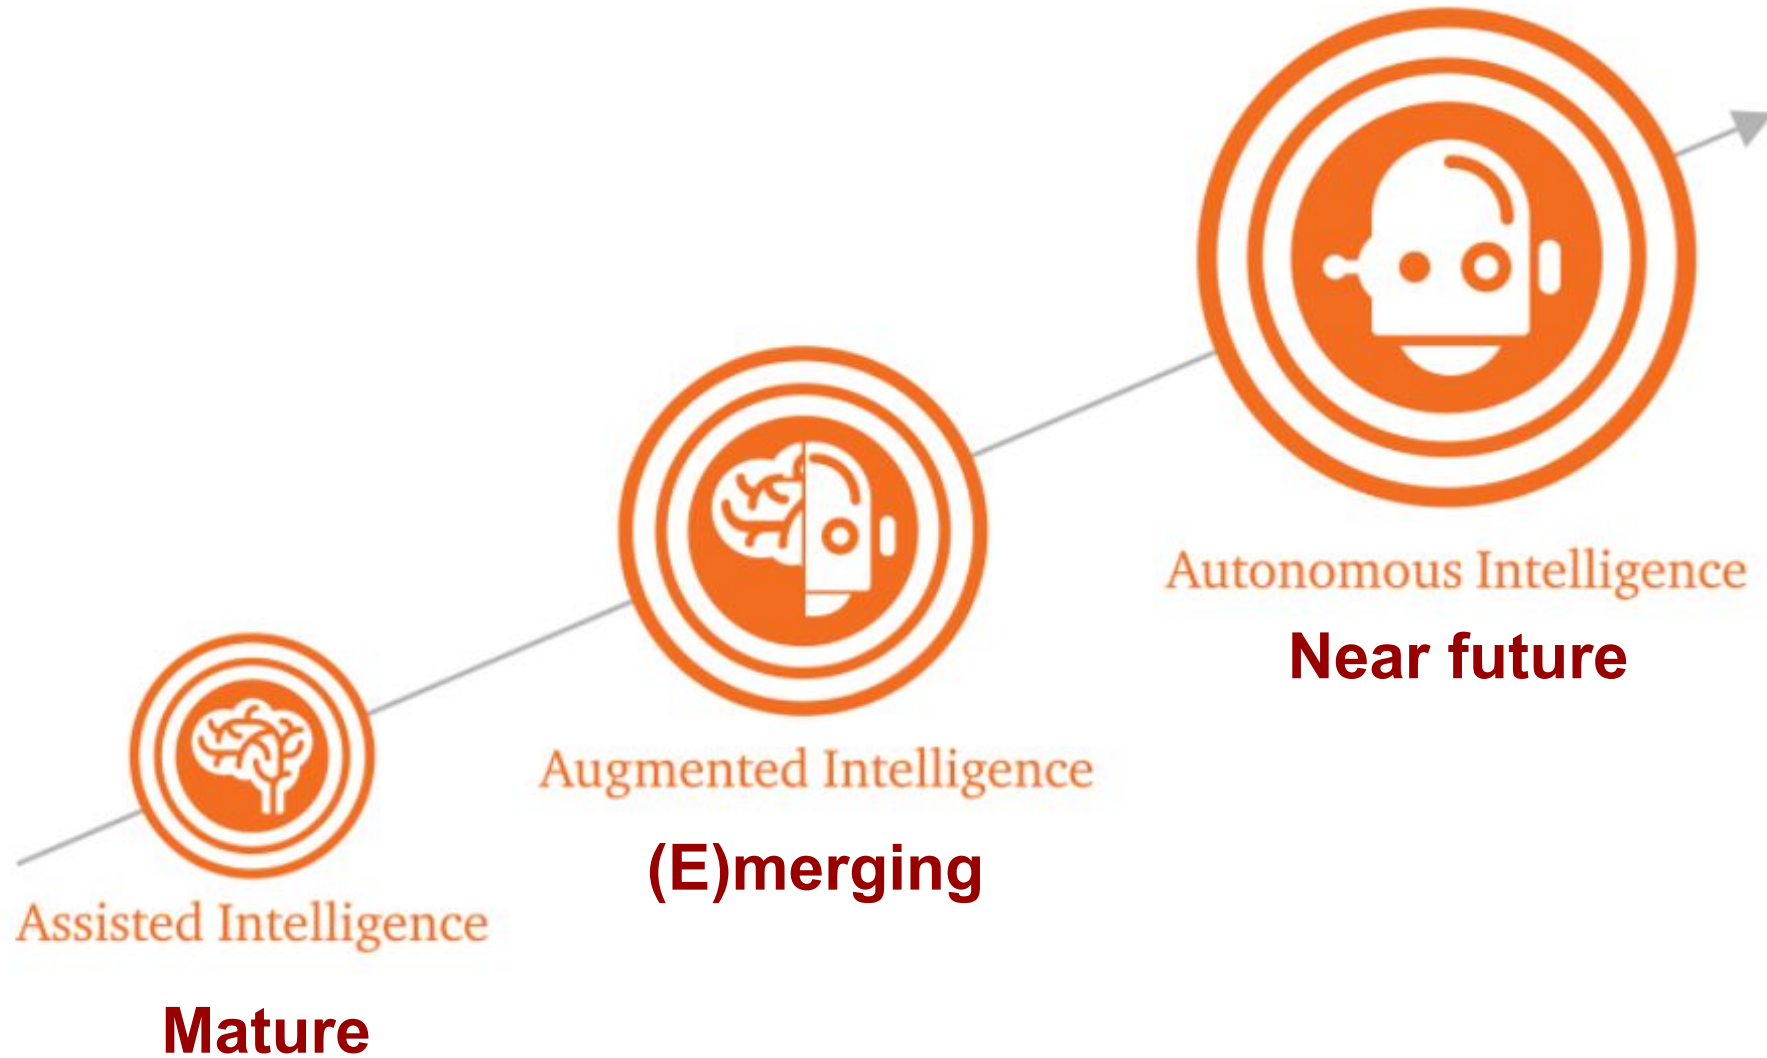 Assisted Intelligence
Mature
Augmented Intelligence
(E)merging
Autonomous Intelligence
Near future